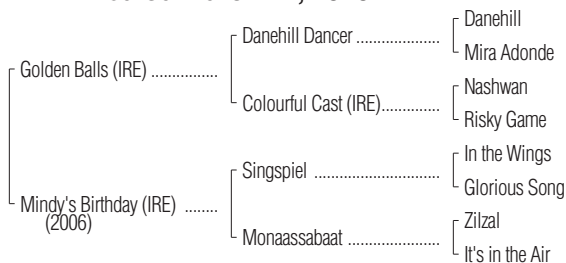 Danehill
Danehill Dancer ....................
Mira Adonde
Golden Balls (IRE) ................
Nashwan
Colourful Cast (IRE)..............
Risky Game
In the Wings
Singspiel ..............................
Glorious Song
Mindy's Birthday (IRE) ........
(2006)
Zilzal
Monaassabaat ......................
It's in the Air